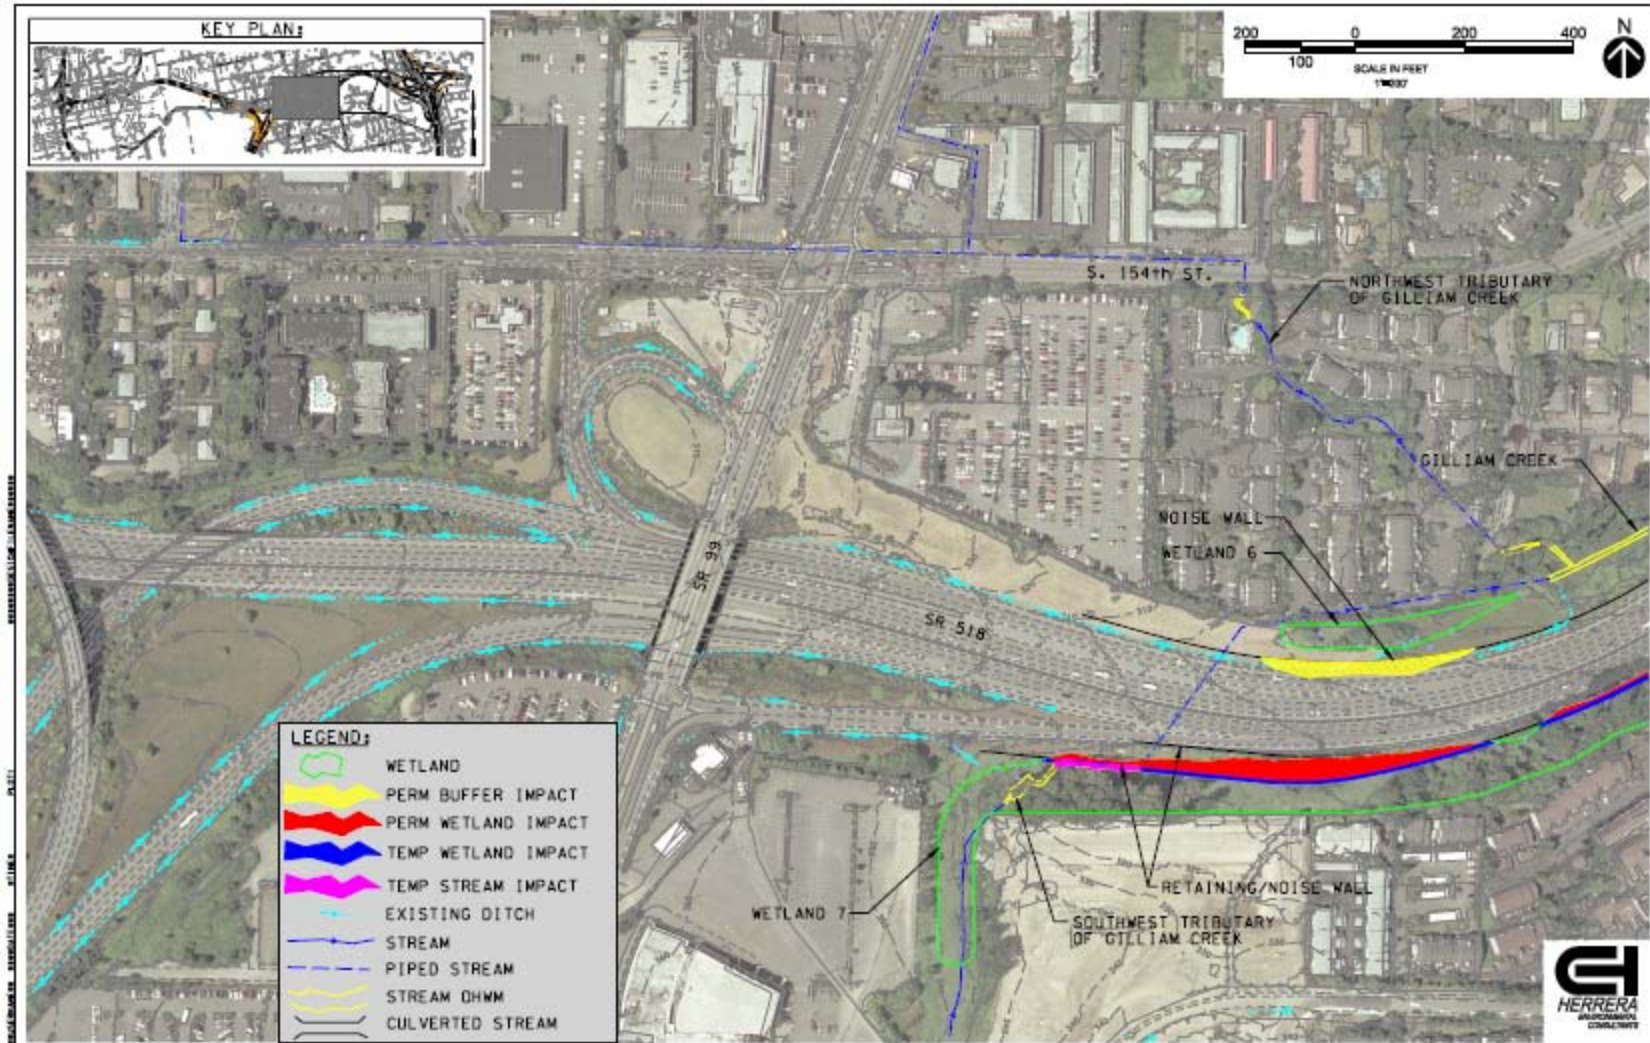 KEY PLAN:
200 0 200 400
100
SCALE IN FEET
N
S. 154th ST.
NORTHWEST TRIBUTARY
OF GILLIAM CREEK
GILLIAM CREEK
NOISE WALL
WETLAND 6
SR 99
SR 518
LEGEND:
WETLAND
PERM BUFFER IMPACT
PERM WETLAND IMPACT
TEMP WETLAND IMPACT
TEMP STREAM IMPACT
EXISTING DITCH
STREAM
PIPED STREAM
STREAM OHWM
CULVERTED STREAM
WETLAND 7
RETAINING/NOISE WALL
SOUTHWEST TRIBUTARY
OF GILLIAM CREEK
HERRERA
ENVIRONMENTAL
CONSULTANTS